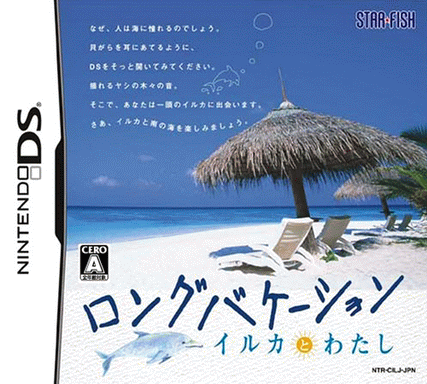 STAR★FISH
なぜ、人は海に憧れるのでしょう。
貝がらを耳にあてるように、
DSをそっと開いてみてください。
揺れるヤシの木々の音。
そこで、あなたは一頭のイルカに出会います。
さあ、イルカと南の海を楽しみましょう。
NINTENDO DS
CERO
A
全年齢対象
ロングバケーション
イルカとわたし
NTR-CILJ-JPN